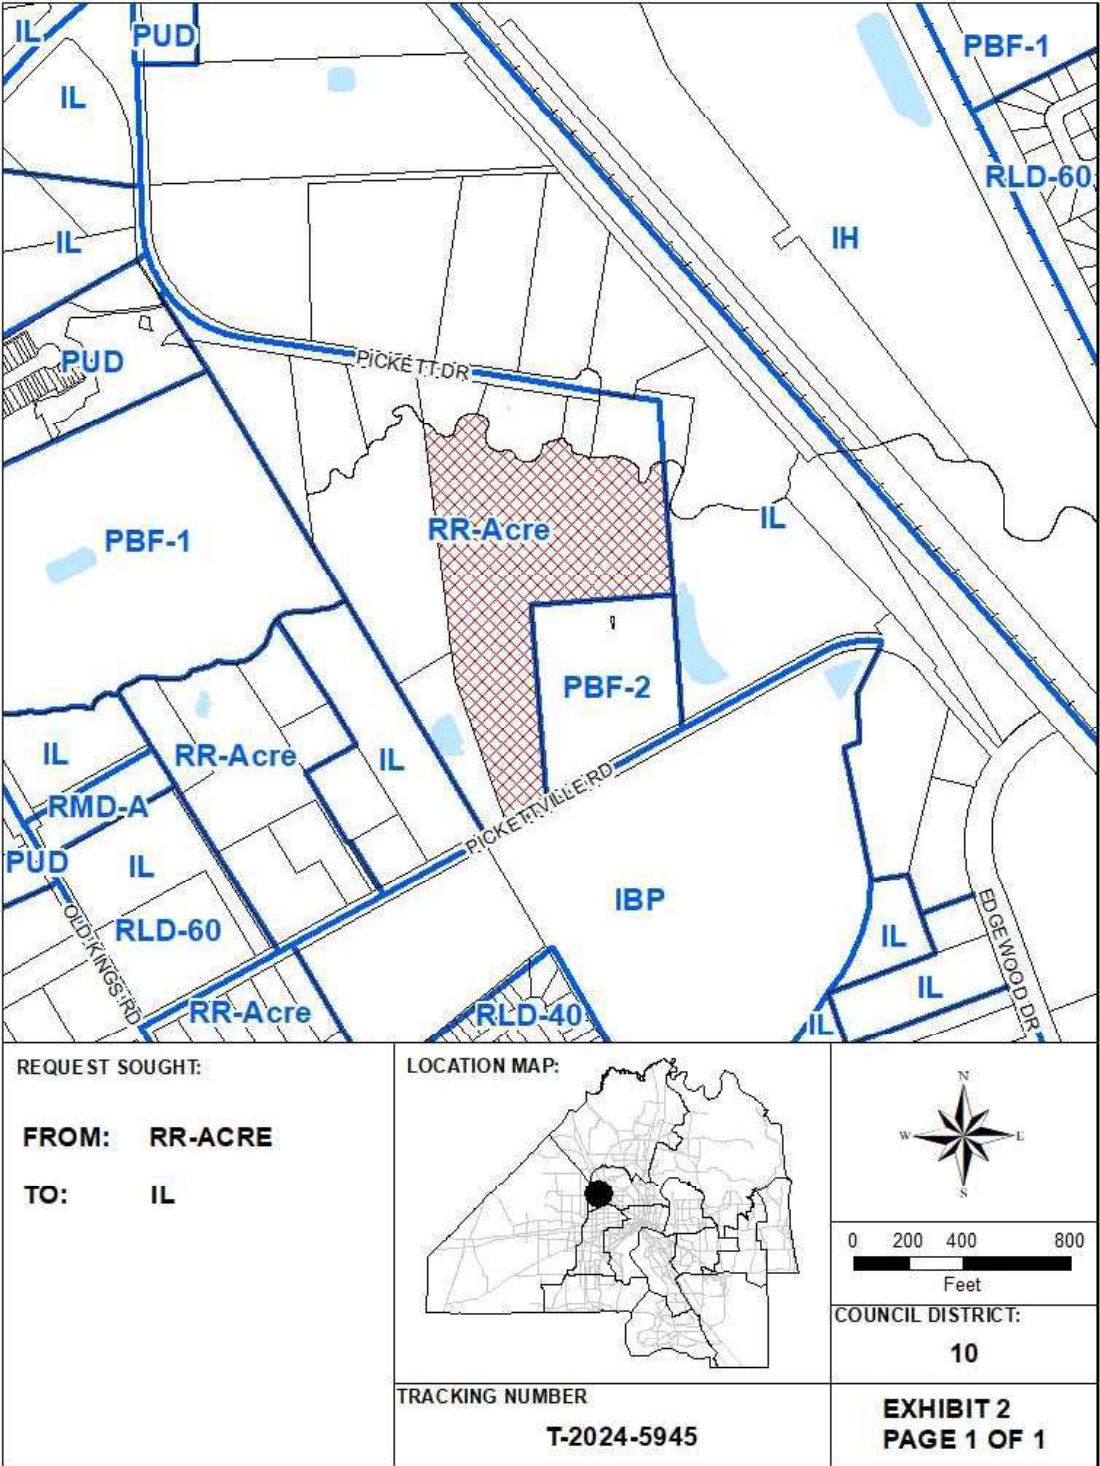 IL
PUD
PBF-1
IL
RLD-60
IL
IH
PUD
PICKETT DR
RR-Acre
IL
PBF-1
PBF-2
IL
RR-Acre
IL
RMD-A
PICKETTVILLE RD
PUD
IL
IBP
RLD-60
OLD KINGS RD
EDGEWOOD DR
IL
IL
RR-Acre
RLD-40
IL
REQUEST SOUGHT:
FROM: RR-ACRE
TO: IL
LOCATION MAP:
N
W E
S
0 200 400 800
Feet
COUNCIL DISTRICT:
10
TRACKING NUMBER
T-2024-5945
EXHIBIT 2
PAGE 1 OF 1